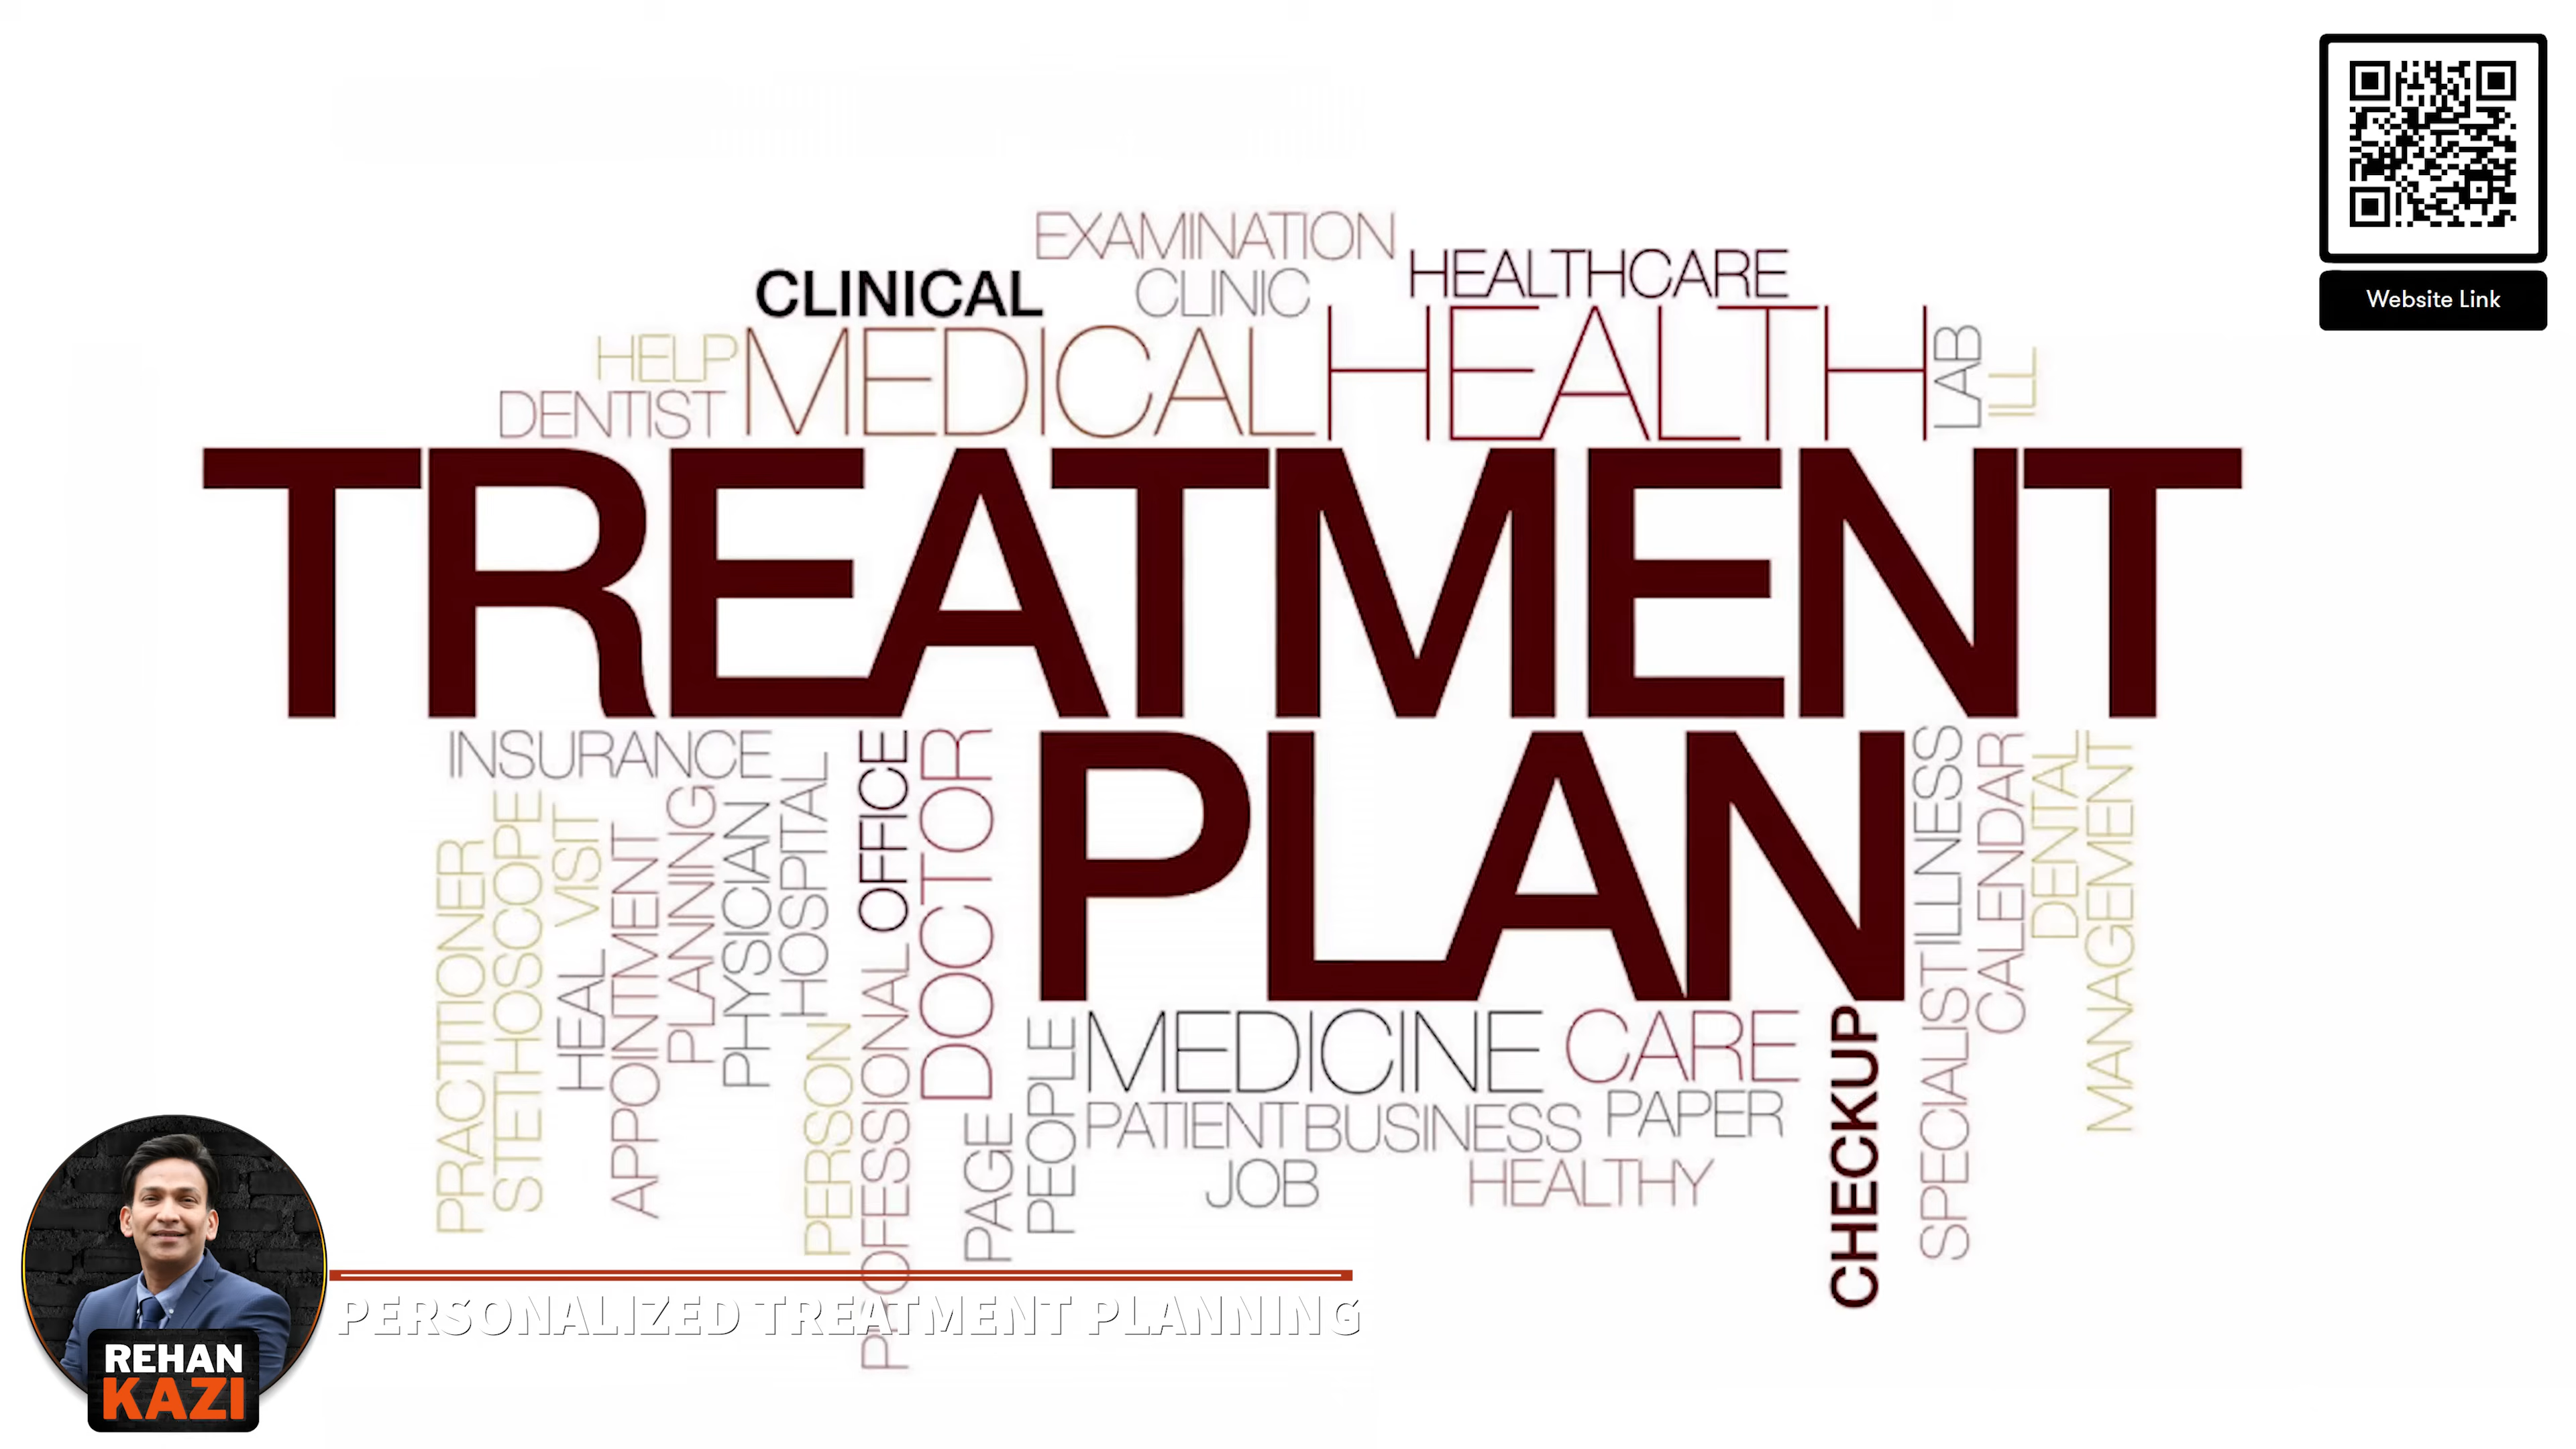 EXAMINATION
CLINICAL
CLINIC
HEALTHCARE
Website Link
HELP
MEDICAL
HEALTH
LAB
ILL
DENTIST
TREATMENT
PLAN
INSURANCE
PRACTITIONER
STETHOSCOPE
VISIT
HEAL
APPOINTMENT
PLANNING
PHYSICIAN
HOSPITAL
PERSON
OFFICE
PROFESSIONAL
DOCTOR
PAGE
PEOPLE
MEDICINE
CARE
PATIENT
BUSINESS
PAPER
JOB
HEALTHY
CHECKUP
ILLNESS
SPECIALIST
CALENDAR
DENTAL
MANAGEMENT
PERSONALIZED TREATMENT PLANNING
REHAN
KAZI